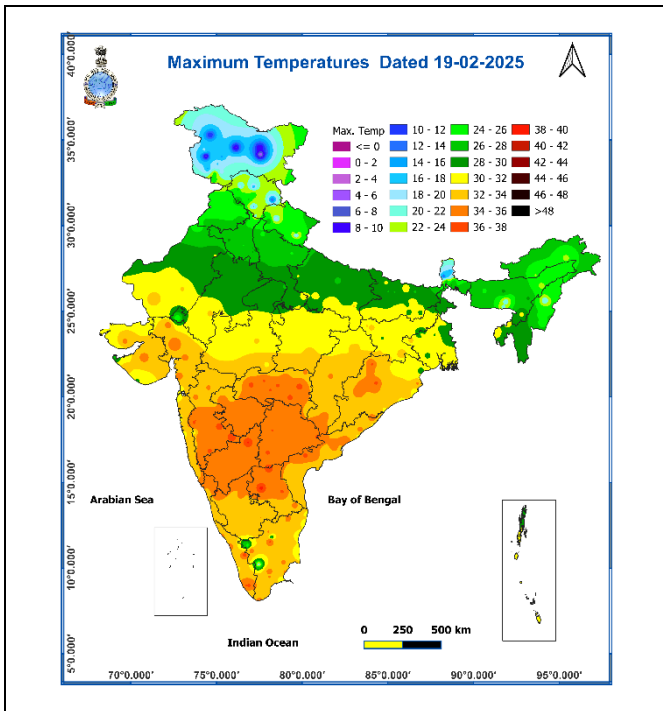 Maximum Temperatures Dated 19-02-2025
Max. Temp
<= 0
0 - 2
2 - 4
4 - 6
6 - 8
8 - 10
10 - 12
12 - 14
14 - 16
16 - 18
18 - 20
20 - 22
22 - 24
24 - 26
26 - 28
28 - 30
30 - 32
32 - 34
34 - 36
36 - 38
38 - 40
40 - 42
42 - 44
44 - 46
46 - 48
>48
40°0.000'
35°0.000'
30°0.000'
25°0.000'
20°0.000'
15°0.000'
10°0.000'
5°0.000'
Arabian Sea
Bay of Bengal
Indian Ocean
0 250 500 km
70°0.000' 75°0.000' 80°0.000' 85°0.000' 90°0.000' 95°0.000'